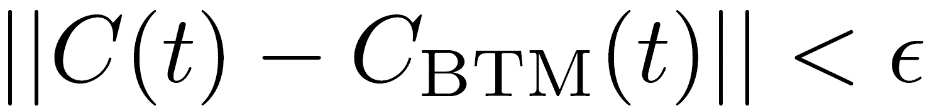 ||C(t) − C_BTM(t)|| < ϵ